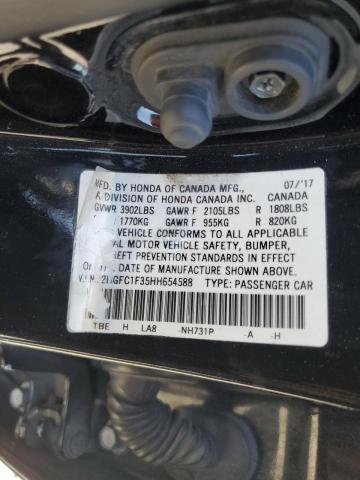 MFD. BY HONDA OF CANADA MFG., 07/'17
A DIVISION OF HONDA CANADA INC. CANADA
GVWR 3902LBS GAWR F 2105LBS R 1808LBS
1770KG GAWR F 955KG R 820KG
VEHICLE CONFORMS TO ALL APPLICABLE
MOTOR VEHICLE SAFETY, BUMPER,
THEFT PREVENTION STANDARDS IN EFFECT
DATE OF MANUFACTURE SHOWN ABOVE.
GFC1F35HH654588 TYPE: PASSENGER CAR
TBE H LA8 -NH731P -A -H